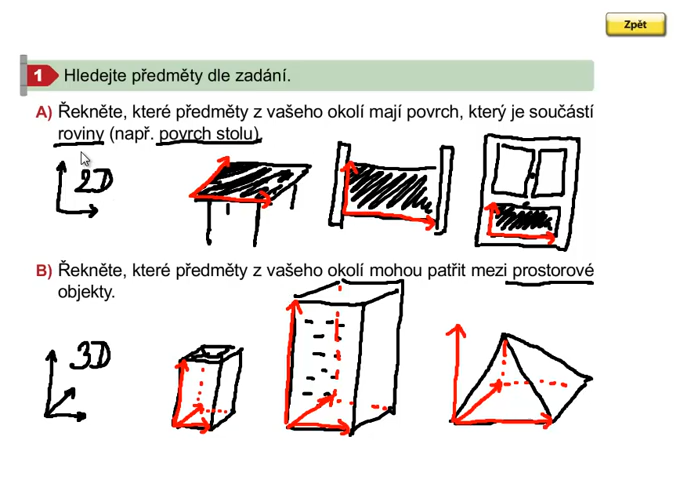 Zpět
1 Hledejte předměty dle zadání.
A) Řekněte, které předměty z vašeho okolí mají povrch, který je součástí
roviny (např. povrch stolu).
2D
B) Řekněte, které předměty z vašeho okolí mohou patřit mezi prostorové
objekty.
3D